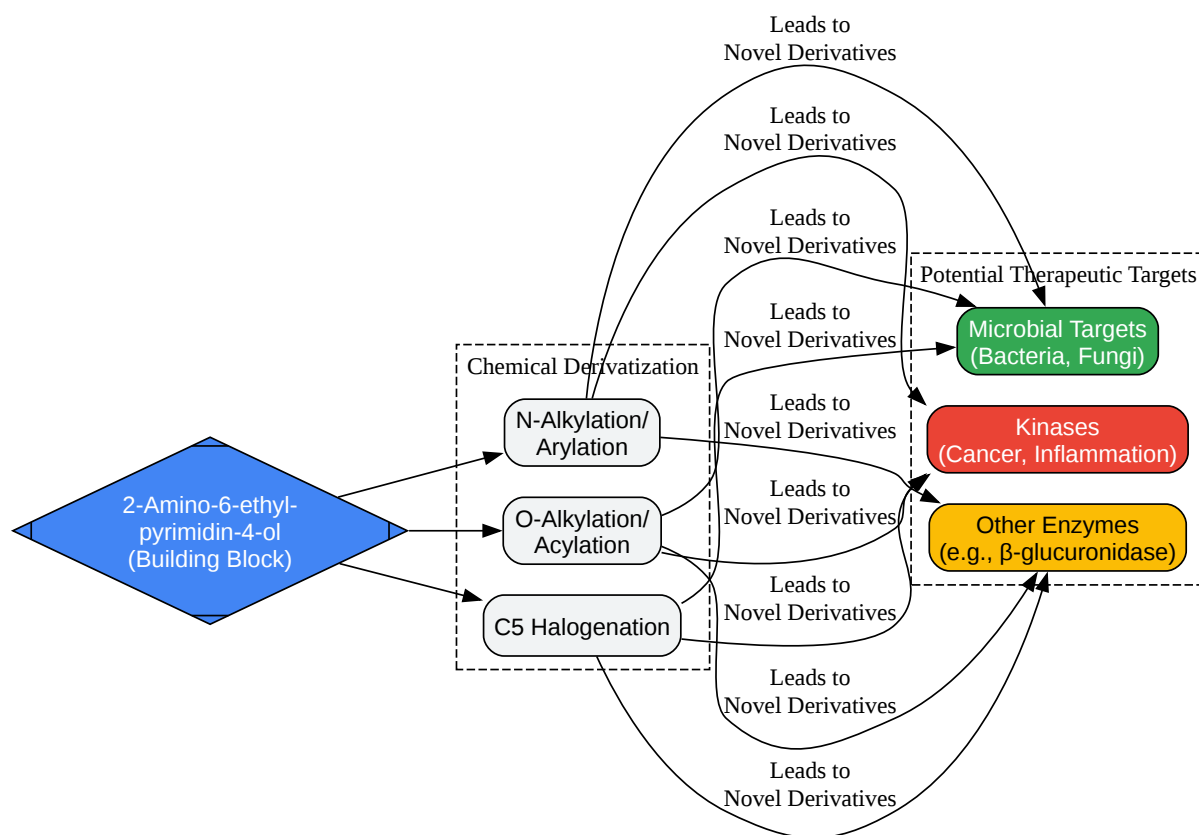 2-Amino-6-ethyl-
pyrimidin-4-ol
(Building Block)
Chemical Derivatization
N-Alkylation/
Arylation
O-Alkylation/
Acylation
C5 Halogenation
Leads to
Novel Derivatives
Leads to
Novel Derivatives
Leads to
Novel Derivatives
Leads to
Novel Derivatives
Leads to
Novel Derivatives
Leads to
Novel Derivatives
Leads to
Novel Derivatives
Leads to
Novel Derivatives
Leads to
Novel Derivatives
Potential Therapeutic Targets
Microbial Targets
(Bacteria, Fungi)
Kinases
(Cancer, Inflammation)
Other Enzymes
(e.g., β-glucuronidase)